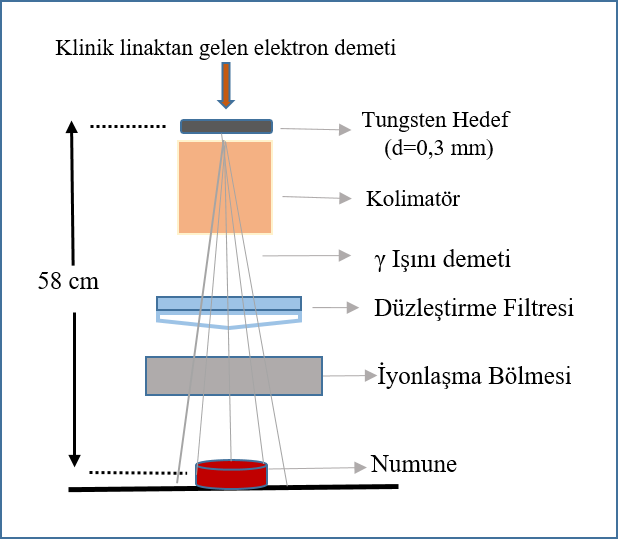 Klinik linaktan gelen elektron demeti
Tungsten Hedef
(d=0,3 mm)
Kolimatör
γ Işını demeti
58 cm
Düzleştirme Filtresi
İyonlaşma Bölmesi
Numune